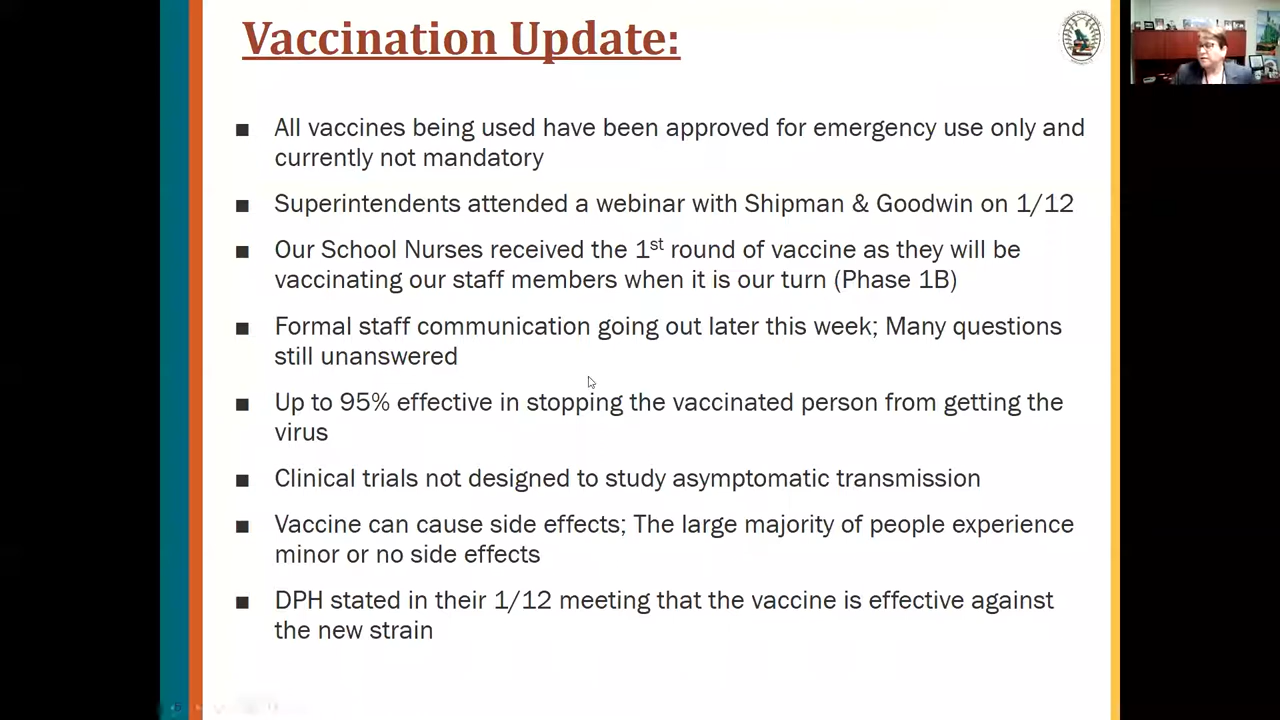 Vaccination Update:
■ All vaccines being used have been approved for emergency use only and
currently not mandatory
■ Superintendents attended a webinar with Shipman & Goodwin on 1/12
■ Our School Nurses received the 1st round of vaccine as they will be
vaccinating our staff members when it is our turn (Phase 1B)
■ Formal staff communication going out later this week; Many questions
still unanswered
■ Up to 95% effective in stopping the vaccinated person from getting the
virus
■ Clinical trials not designed to study asymptomatic transmission
■ Vaccine can cause side effects; The large majority of people experience
minor or no side effects
■ DPH stated in their 1/12 meeting that the vaccine is effective against
the new strain